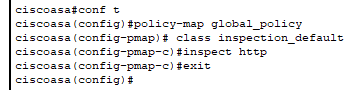 ciscoasa#conf t
ciscoasa(config)#policy-map global_policy
ciscoasa(config-pmap)# class inspection_default
ciscoasa(config-pmap-c)#inspect http
ciscoasa(config-pmap-c)#exit
ciscoasa(config)#